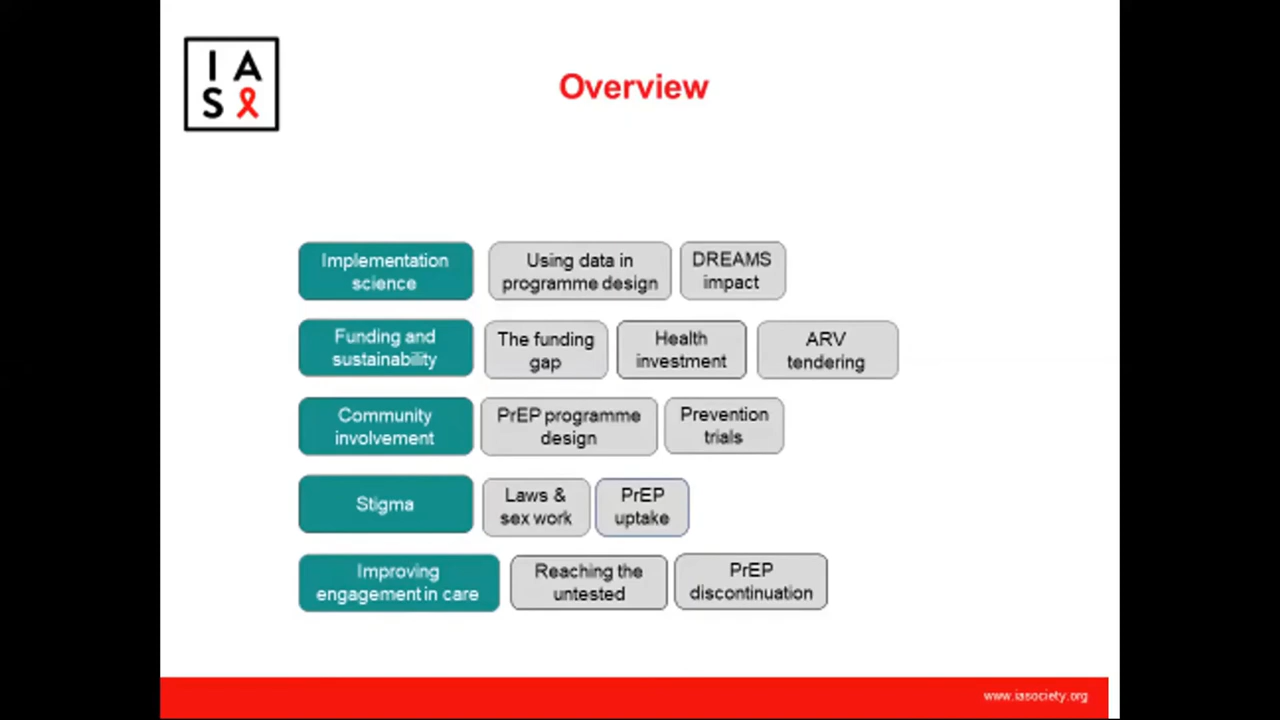 I A
S
Overview
Implementation
science
Using data in
programme design
DREAMS
impact
Funding and
sustainability
The funding
gap
Health
investment
ARV
tendering
Community
involvement
PrEP programme
design
Prevention
trials
Stigma
Laws &
sex work
PrEP
uptake
Improving
engagement in care
Reaching the
untested
PrEP
discontinuation
www.iasociety.org